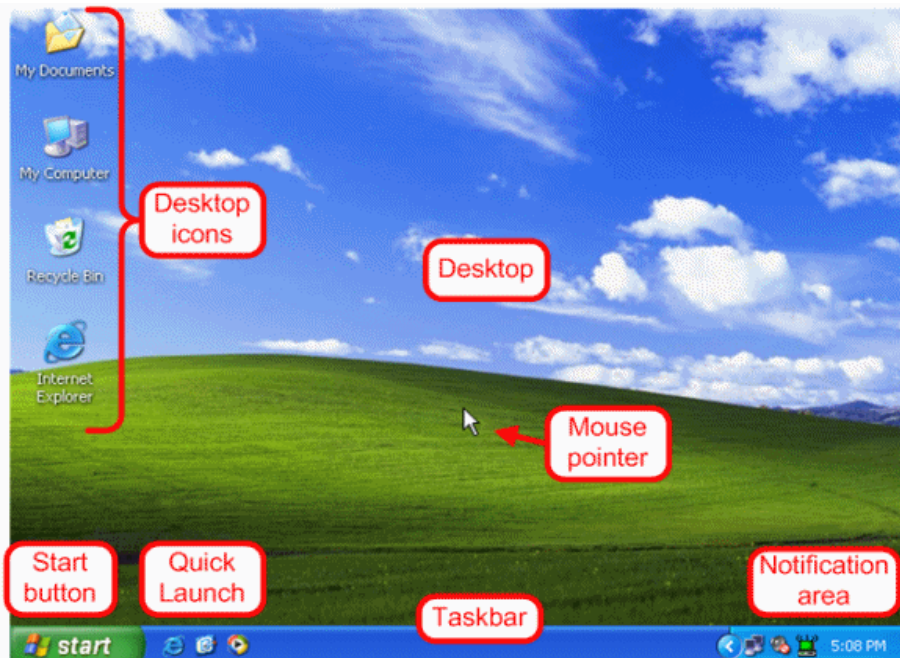 My Documents
My Computer
Desktop
icons
Recycle Bin
Desktop
Internet
Explorer
Mouse
pointer
Start
button
Quick
Launch
Taskbar
Notification
area
start
5:08 PM